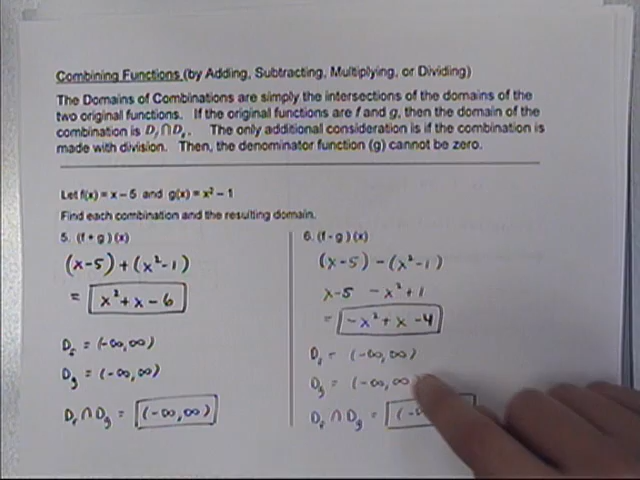 Combining Functions (by Adding, Subtracting, Multiplying, or Dividing)
The Domains of Combinations are simply the intersections of the domains of the
two original functions. If the original functions are f and g, then the domain of the
combination is D_f ∩ D_g. The only additional consideration is if the combination is
made with division. Then, the denominator function (g) cannot be zero.
Let f(x) = x – 5 and g(x) = x² – 1
Find each combination and the resulting domain.
5. (f + g)(x)
(x-5) + (x²-1)
= x² + x - 6
D_f = (-∞,∞)
D_g = (-∞,∞)
D_f ∩ D_g = (-∞,∞)
6. (f - g)(x)
(x-5) - (x²-1)
x-5 - x² + 1
= -x² + x - 4
D_f = (-∞,∞)
D_g = (-∞,∞
D_f ∩ D_g = (-